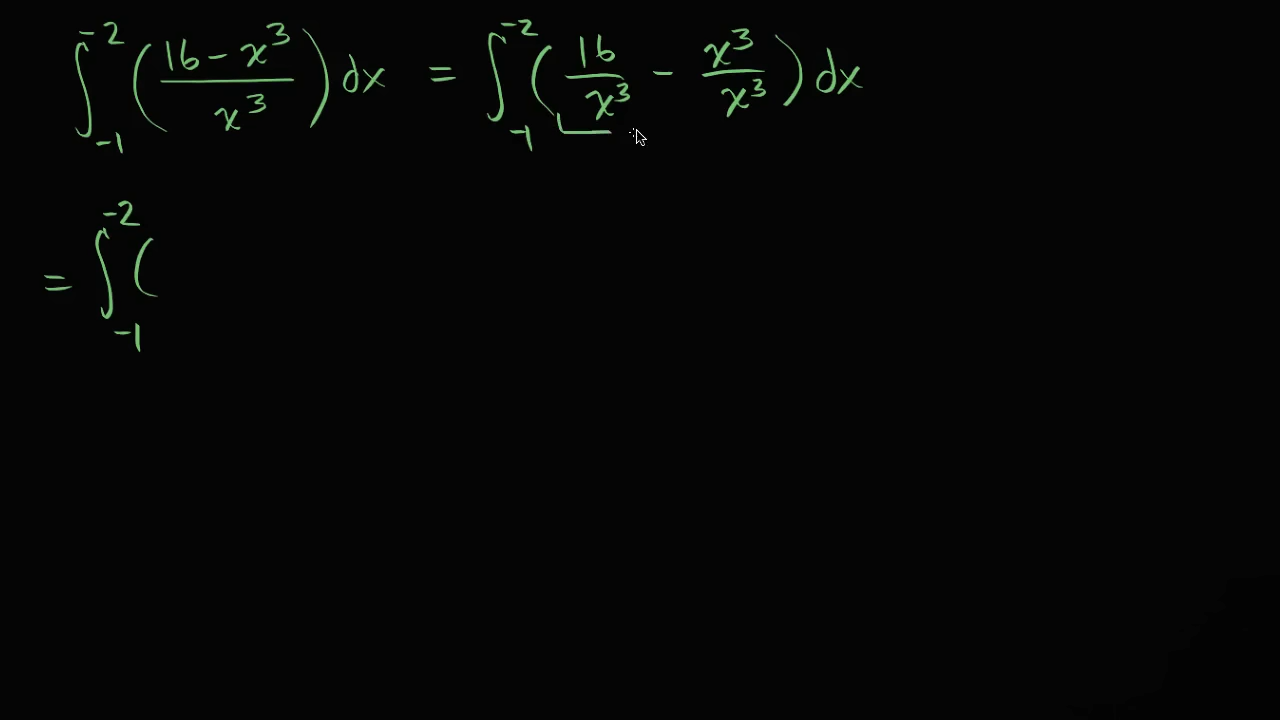 ∫_{-1}^{-2} ((16 - x^3)/x^3) dx = ∫_{-1}^{-2} (16/x^3 - x^3/x^3) dx
= ∫_{-1}^{-2} (